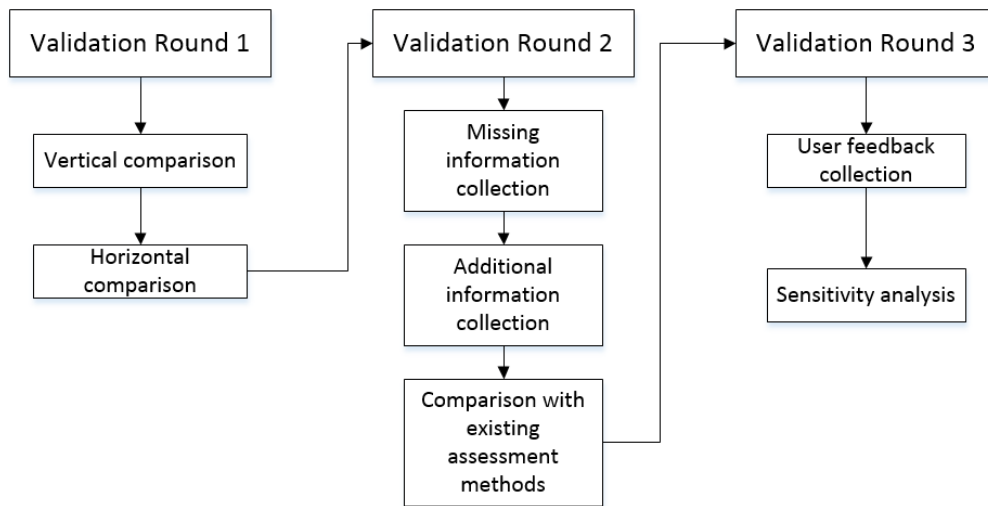 Validation Round 1
Vertical comparison
Horizontal
comparison
Validation Round 2
Missing
information
collection
Additional
information
collection
Comparison with
existing
assessment
methods
Validation Round 3
User feedback
collection
Sensitivity analysis